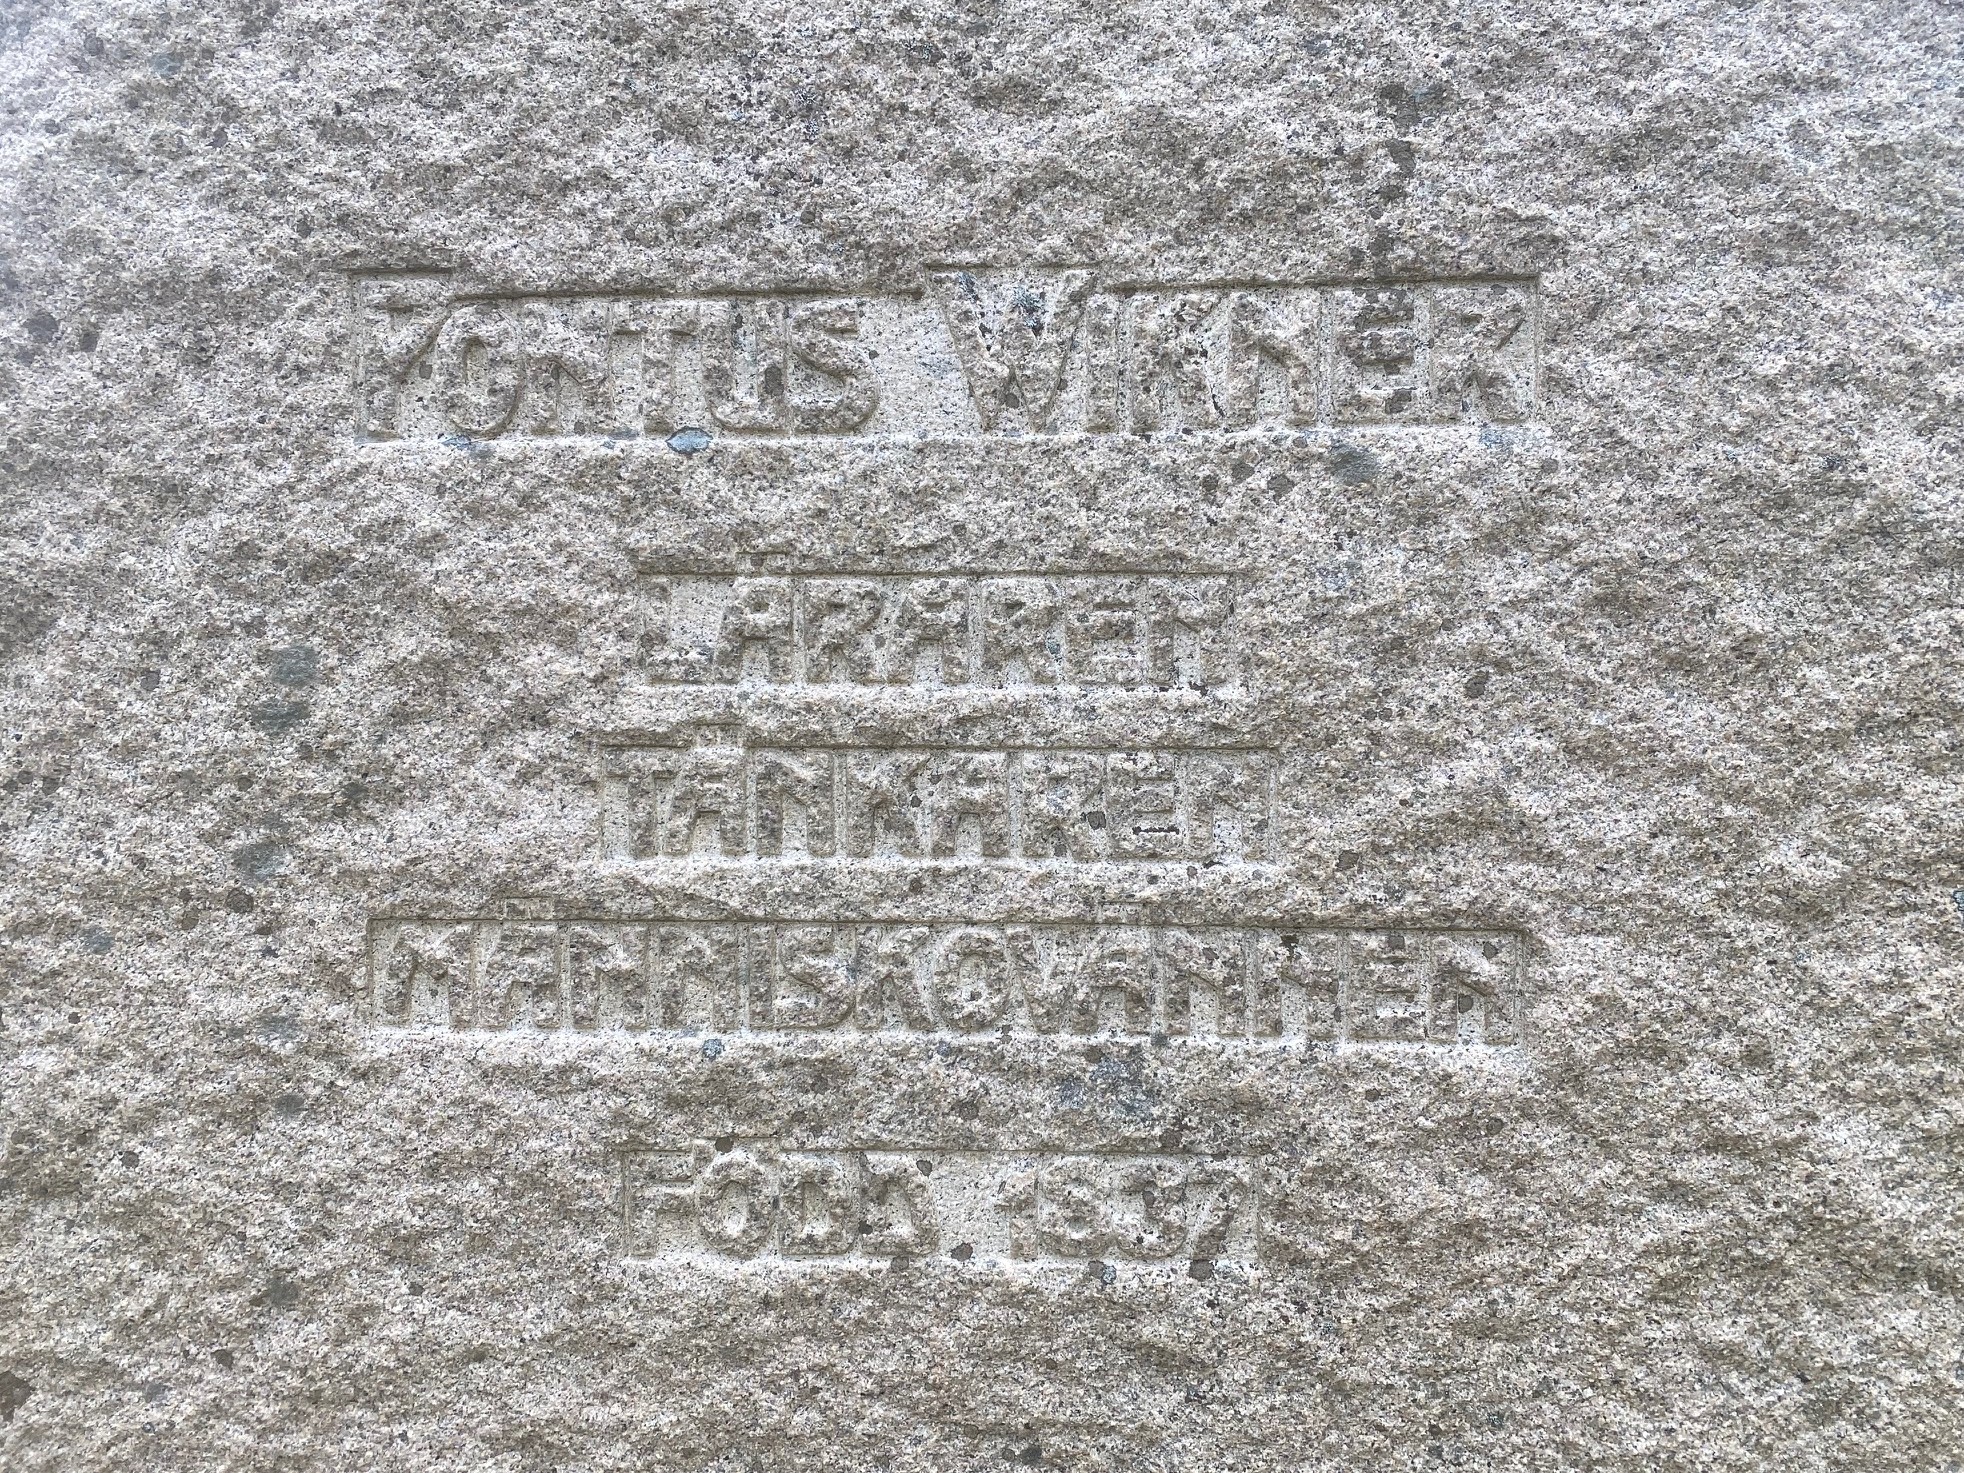 PONTUS WIKNER
LÄRAREN
TÄNKAREN
MÄNNISKOVÄNNEN
FÖDD 1837